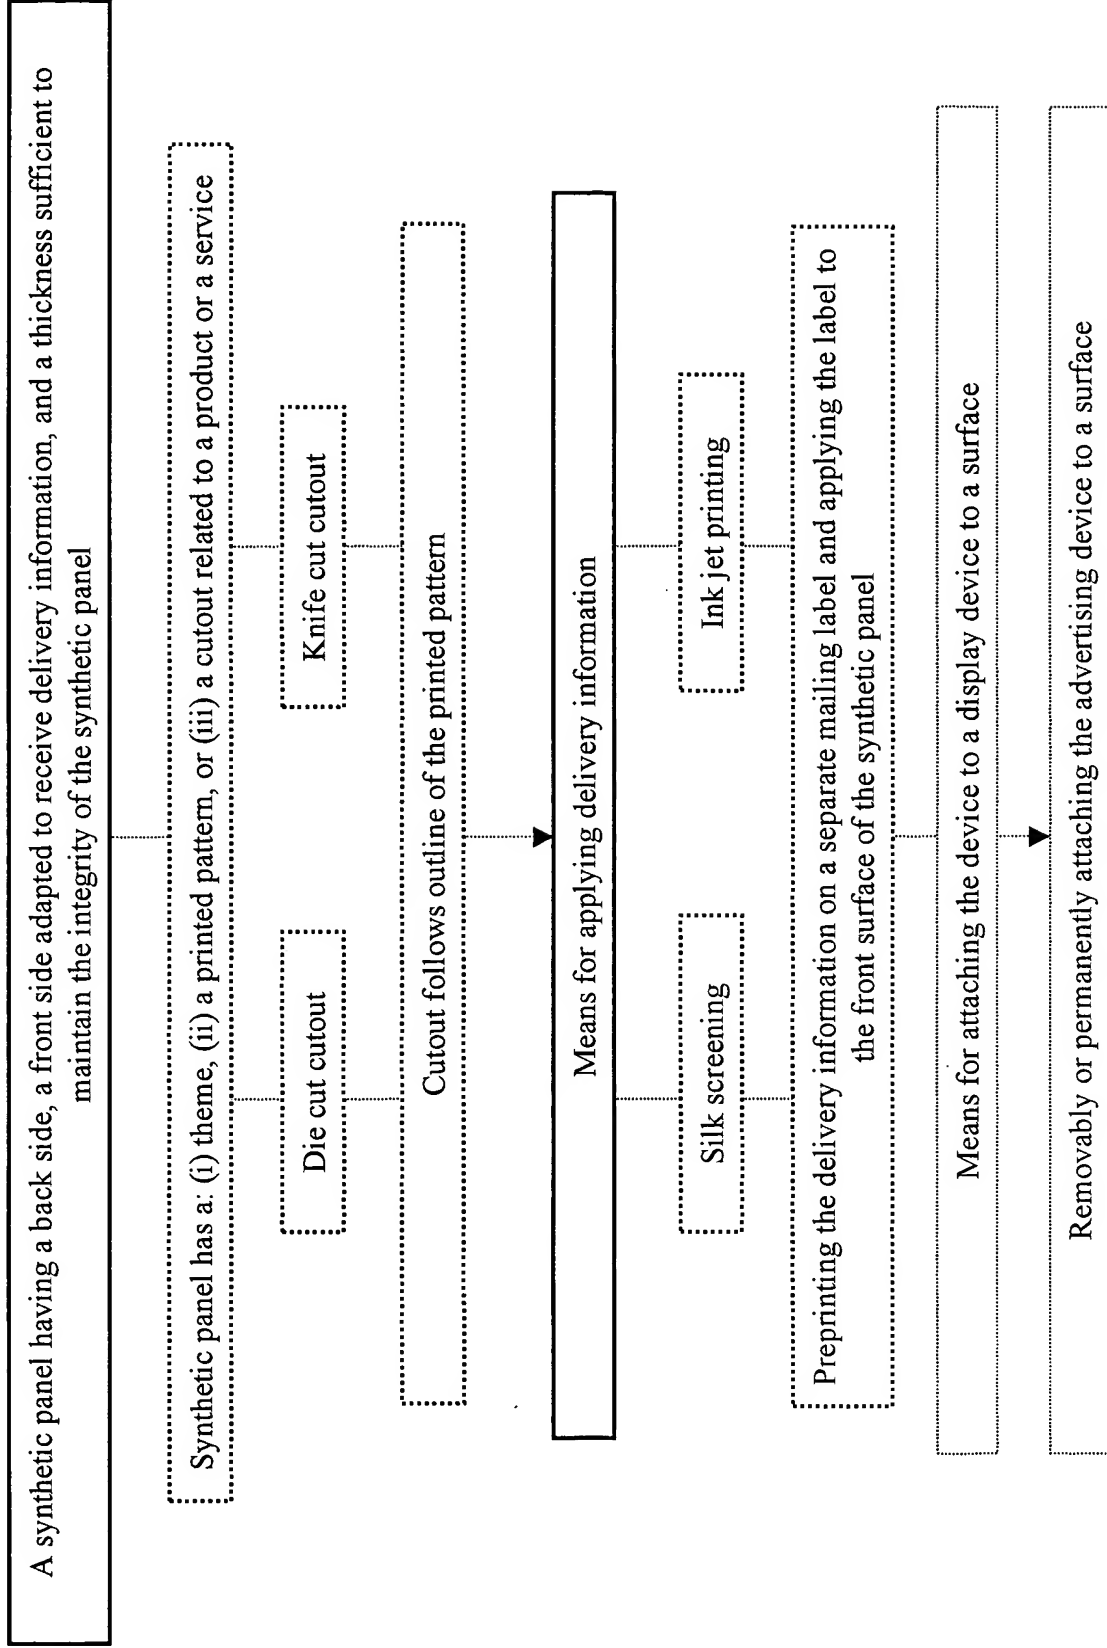 A synthetic panel having a back side, a front side adapted to receive delivery information, and a thickness sufficient to
maintain the integrity of the synthetic panel
Synthetic panel has a: (i) theme, (ii) a printed pattern, or (iii) a cutout related to a product or a service
Die cut cutout
Knife cut cutout
Cutout follows outline of the printed pattern
Means for applying delivery information
Silk screening
Ink jet printing
Preprinting the delivery information on a separate mailing label and applying the label to
the front surface of the synthetic panel
Means for attaching the device to a display device to a surface
Removably or permanently attaching the advertising device to a surface